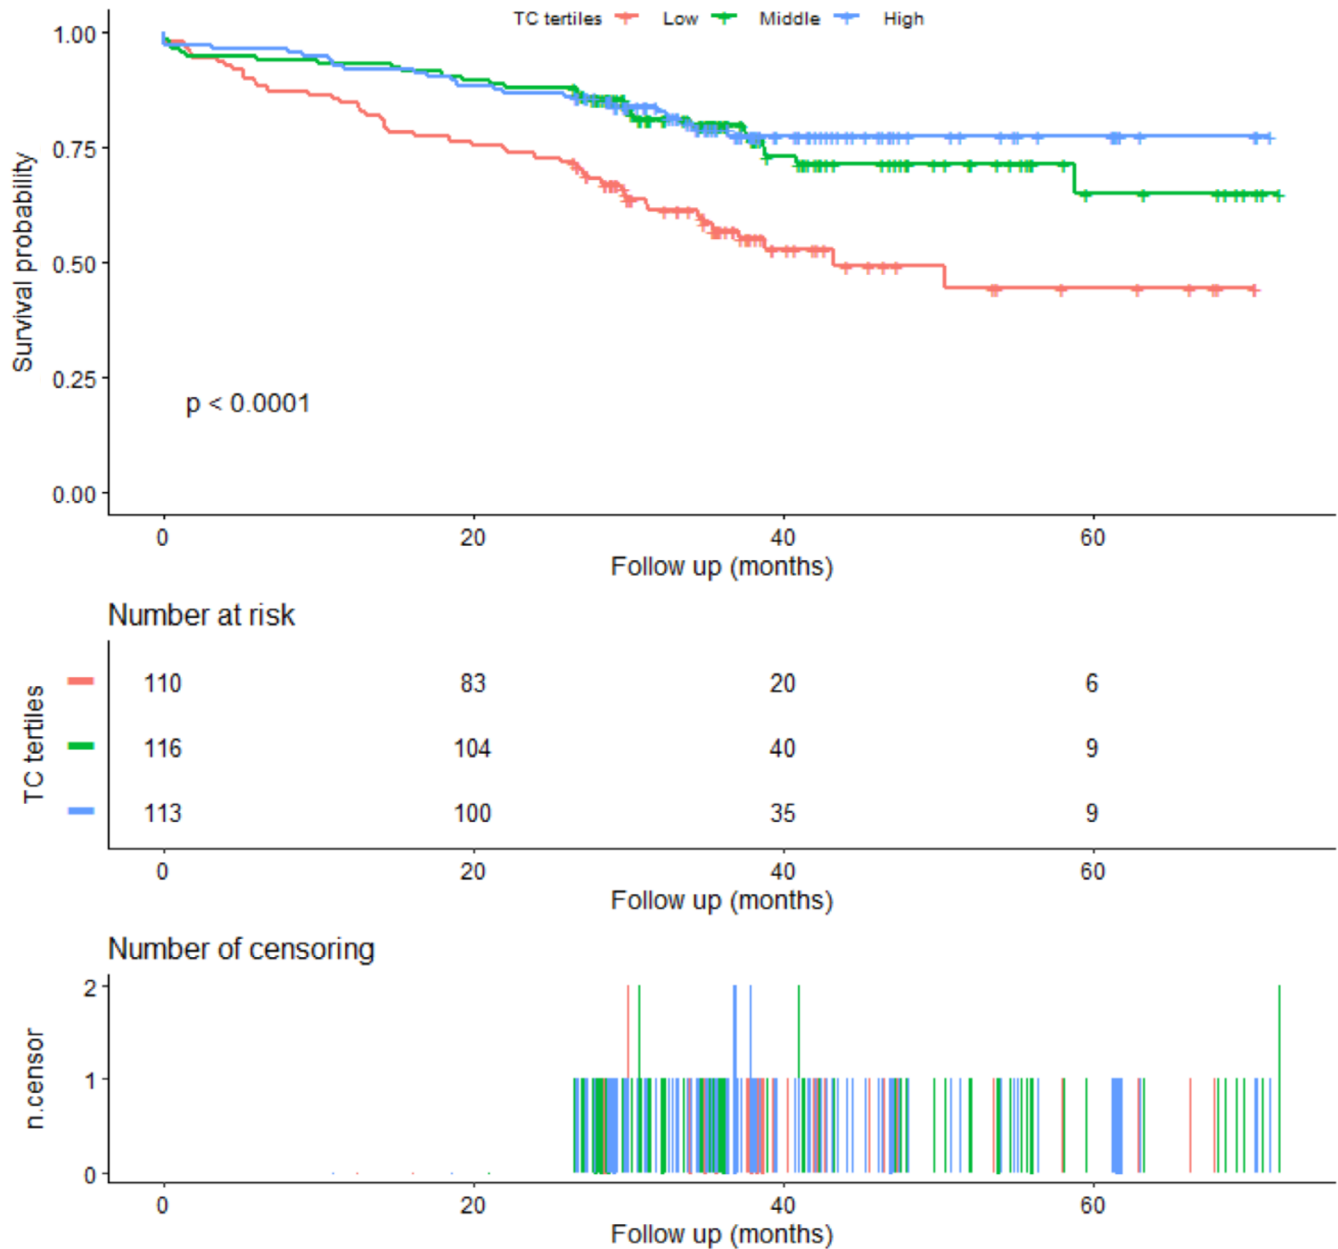 TC tertiles Low Middle High
Survival probability
1.00
0.75
0.50
0.25
0.00
p < 0.0001
0 20 40 60
Follow up (months)
Number at risk
TC tertiles
110 83 20 6
116 104 40 9
113 100 35 9
0 20 40 60
Follow up (months)
Number of censoring
n.censor
2
1
0
0 20 40 60
Follow up (months)